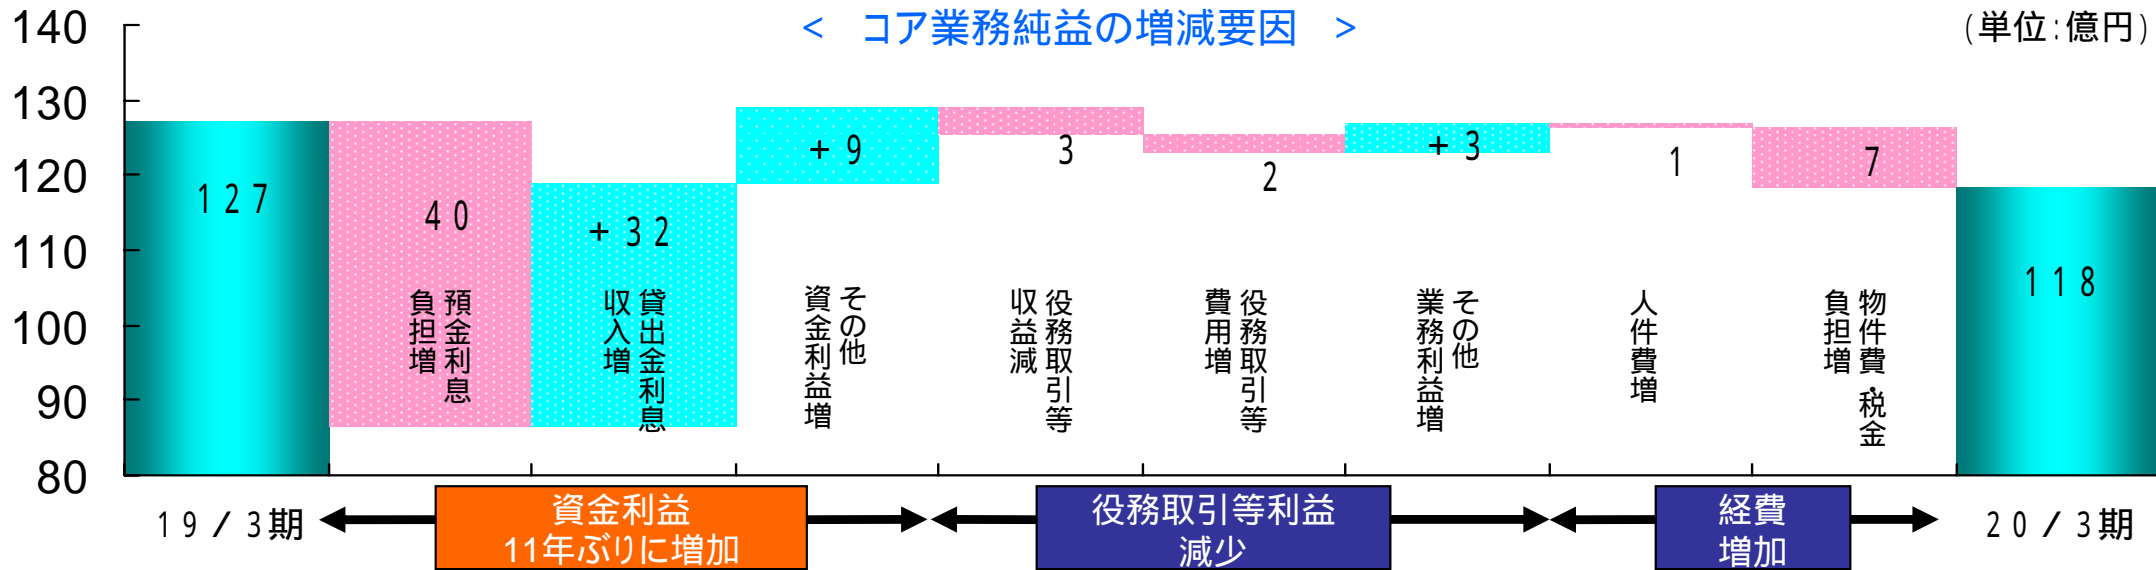 < コア業務純益の増減要因 >
(単位:億円)
140
130
120
110
100
90
80
127
40
+32
+9
3
2
+3
1
7
118
預金利息
負担増
貸出金利息
収入増
その他
資金利益増
役務取引等
収益減
役務取引等
費用増
その他
業務利益増
人件費増
物件費・税金
負担増
19/3期
資金利益
11年ぶりに増加
役務取引等利益
減少
経費
増加
20/3期